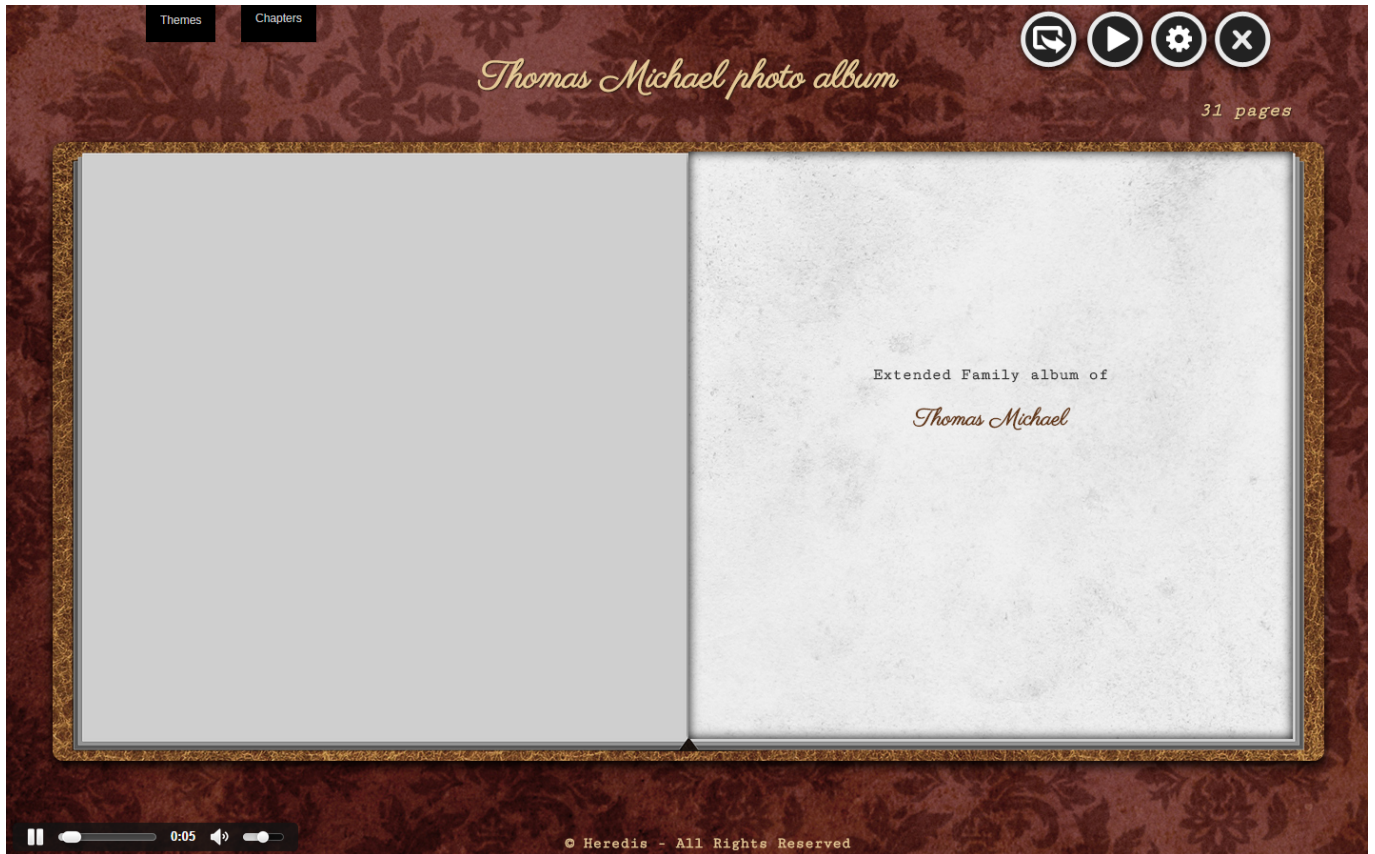 Themes
Chapters
Thomas Michael photo album
31 pages
Extended Family album of
Thomas Michael
0:05
© Heredis - All Rights Reserved